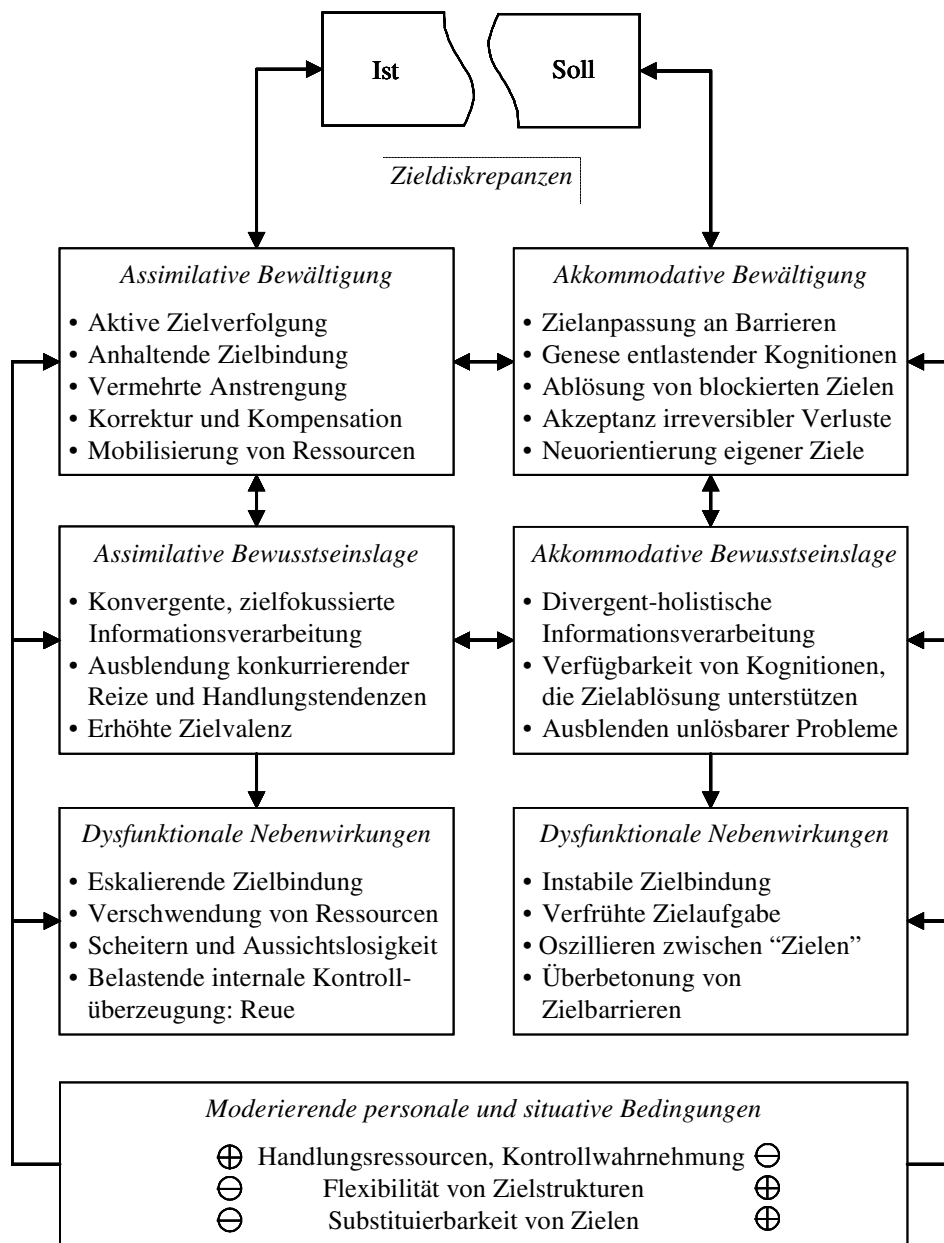 Ist
Soll
Zieldiskrepanzen
Assimilative Bewältigung
• Aktive Zielverfolgung
• Anhaltende Zielbindung
• Vermehrte Anstrengung
• Korrektur und Kompensation
• Mobilisierung von Ressourcen
Akkommodative Bewältigung
• Zielanpassung an Barrieren
• Genese entlastender Kognitionen
• Ablösung von blockierten Zielen
• Akzeptanz irreversibler Verluste
• Neuorientierung eigener Ziele
Assimilative Bewusstseinslage
• Konvergente, zielfokussierte
Informationsverarbeitung
• Ausblendung konkurrierender
Reize und Handlungstendenzen
• Erhöhte Zielvalenz
Akkommodative Bewusstseinslage
• Divergent-holistische
Informationsverarbeitung
• Verfügbarkeit von Kognitionen,
die Zielablösung unterstützen
• Ausblenden unlösbarer Probleme
Dysfunktionale Nebenwirkungen
• Eskalierende Zielbindung
• Verschwendung von Ressourcen
• Scheitern und Aussichtslosigkeit
• Belastende internale Kontroll-
überzeugung: Reue
Dysfunktionale Nebenwirkungen
• Instabile Zielbindung
• Verfrühte Zielaufgabe
• Oszillieren zwischen “Zielen”
• Überbetonung von
Zielbarrieren
Moderierende personale und situative Bedingungen
⊕ Handlungsressourcen, Kontrollwahrnehmung ⊖
⊖ Flexibilität von Zielstrukturen ⊕
⊖ Substituierbarkeit von Zielen ⊕